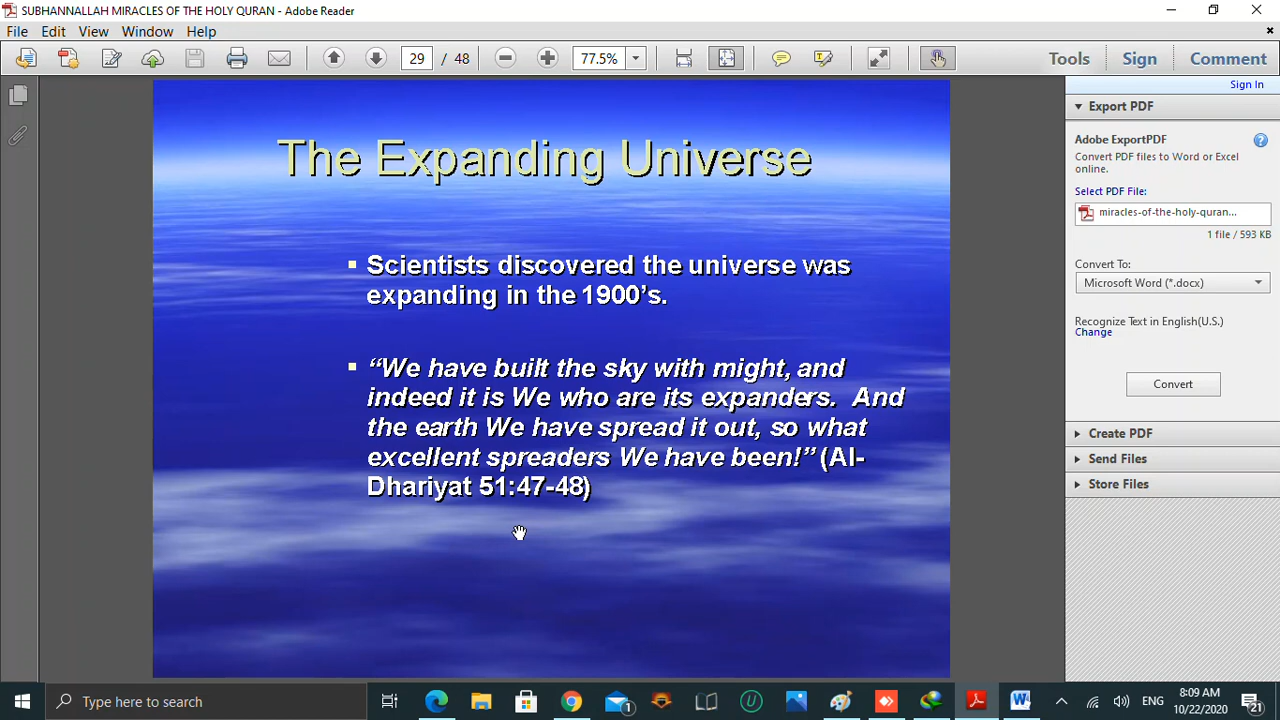 SUBHANNALLAH MIRACLES OF THE HOLY QURAN - Adobe Reader
File Edit View Window Help
29 / 48 77.5% Tools Sign Comment
Sign In
Export PDF
Adobe ExportPDF
Convert PDF files to Word or Excel
online.
Select PDF File:
miracles-of-the-holy-quran...
1 file / 593 KB
Convert To:
Microsoft Word (*.docx)
Recognize Text in English(U.S.)
Change
Convert
Create PDF
Send Files
Store Files
The Expanding Universe
Scientists discovered the universe was
expanding in the 1900’s.
“We have built the sky with might, and
indeed it is We who are its expanders. And
the earth We have spread it out, so what
excellent spreaders We have been!” (Al-
Dhariyat 51:47-48)
Type here to search
1
ENG
8:09 AM
10/22/2020
21